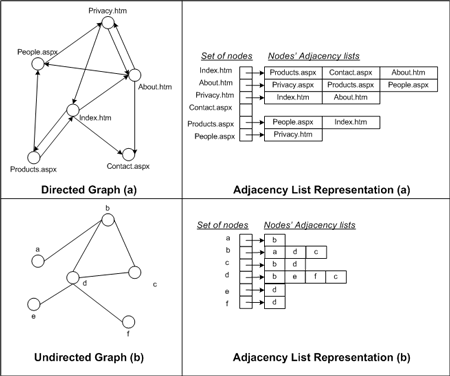 Privacy.htm
People.aspx
About.htm
Index.htm
Products.aspx
Contact.aspx
Directed Graph (a)
Set of nodes Nodes' Adjacency lists
Index.htm Products.aspx Contact.aspx About.htm
About.htm Privacy.aspx Products.aspx People.aspx
Privacy.htm Index.htm About.htm
Contact.aspx
Products.aspx People.aspx Index.htm
People.aspx Privacy.htm
Adjacency List Representation (a)
b
a
d
c
e
f
Undirected Graph (b)
Set of nodes Nodes' Adjacency lists
a b
b a d c
c b d
d b e f c
e d
f d
Adjacency List Representation (b)